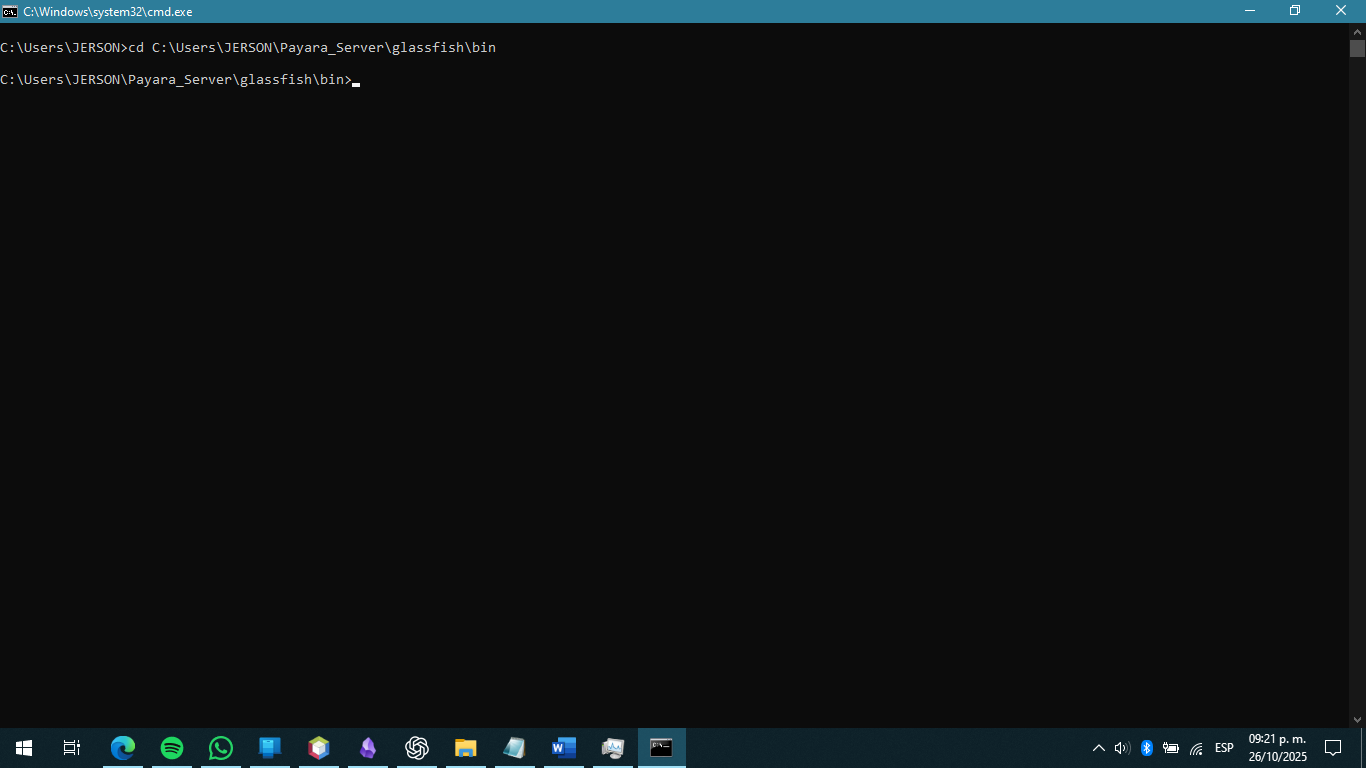 C:\Windows\system32\cmd.exe
C:\Users\JERSON>cd C:\Users\JERSON\Payara_Server\glassfish\bin
C:\Users\JERSON\Payara_Server\glassfish\bin>
ESP
09:21 p. m.
26/10/2025